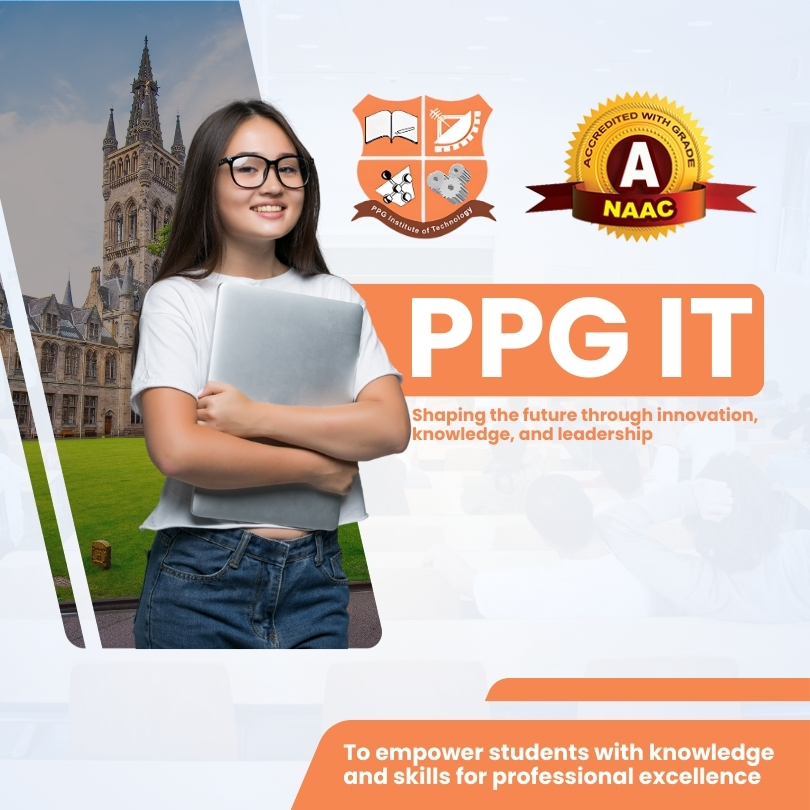 PPG Institute of Technology
ACCREDITED WITH GRADE
A
NAAC
PPG IT
Shaping the future through innovation,
knowledge, and leadership
To empower students with knowledge
and skills for professional excellence